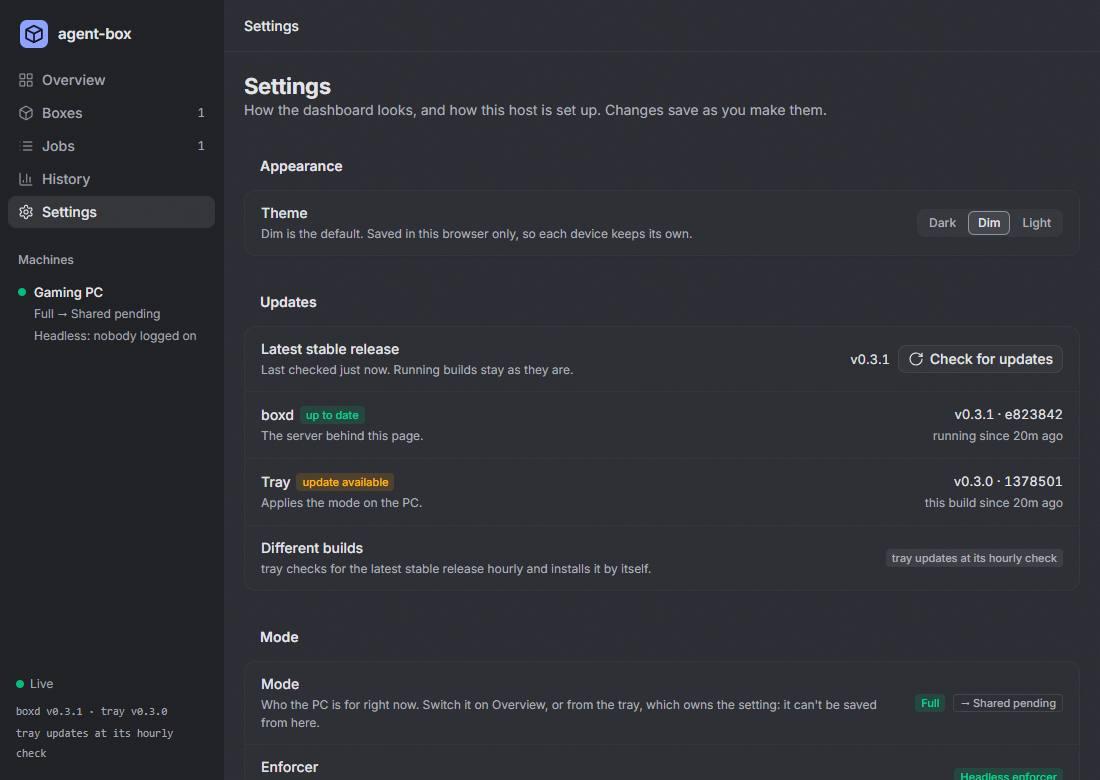 agent-box
Overview
Boxes 1
Jobs 1
History
Settings
Machines
Gaming PC
Full → Shared pending
Headless: nobody logged on
Live
boxd v0.3.1 · tray v0.3.0
tray updates at its hourly
check
Settings
Settings
How the dashboard looks, and how this host is set up. Changes save as you make them.
Appearance
Theme
Dim is the default. Saved in this browser only, so each device keeps its own.
Dark Dim Light
Updates
Latest stable release
Last checked just now. Running builds stay as they are.
v0.3.1 Check for updates
boxd up to date
The server behind this page.
v0.3.1 · e823842
running since 20m ago
Tray update available
Applies the mode on the PC.
v0.3.0 · 1378501
this build since 20m ago
Different builds
tray checks for the latest stable release hourly and installs it by itself.
tray updates at its hourly check
Mode
Mode
Who the PC is for right now. Switch it on Overview, or from the tray, which owns the setting: it can't be saved
from here.
Full → Shared pending
Enforcer
Headless enforcer